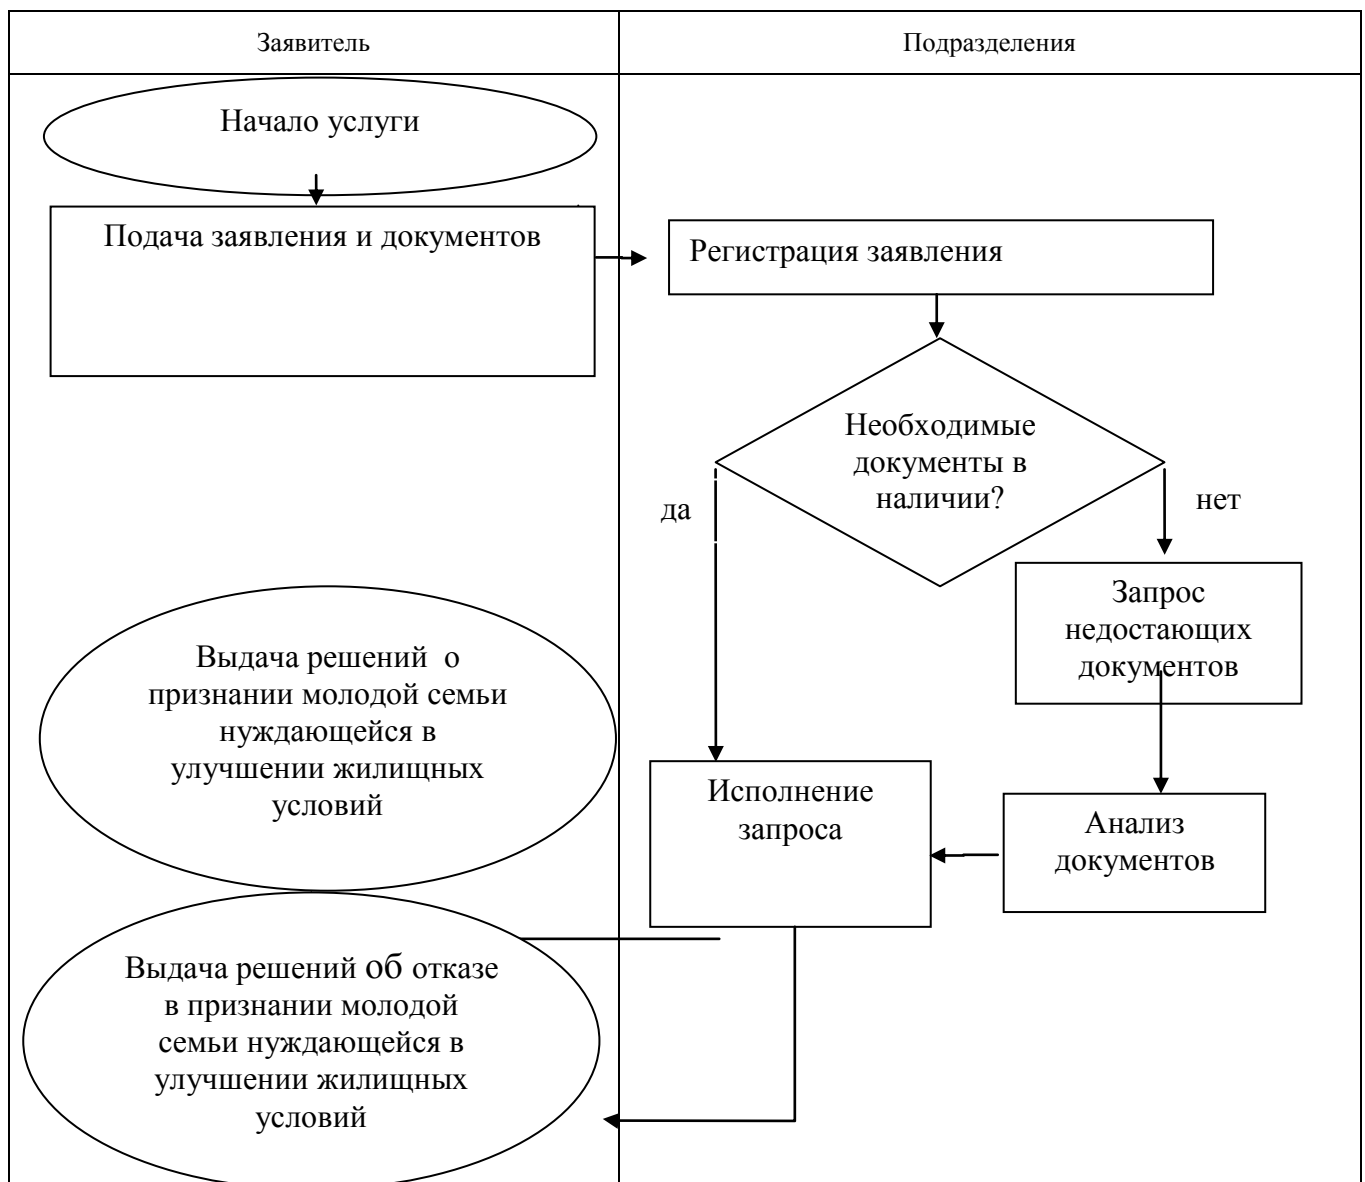 Заявитель
Подразделения
Начало услуги
Подача заявления и документов
Регистрация заявления
Необходимые
документы в
наличии?
да
нет
Запрос
недостающих
документов
Выдача решений о
признании молодой семьи
нуждающейся в
улучшении жилищных
условий
Исполнение
запроса
Анализ
документов
Выдача решений об отказе
в признании молодой
семьи нуждающейся в
улучшении жилищных
условий